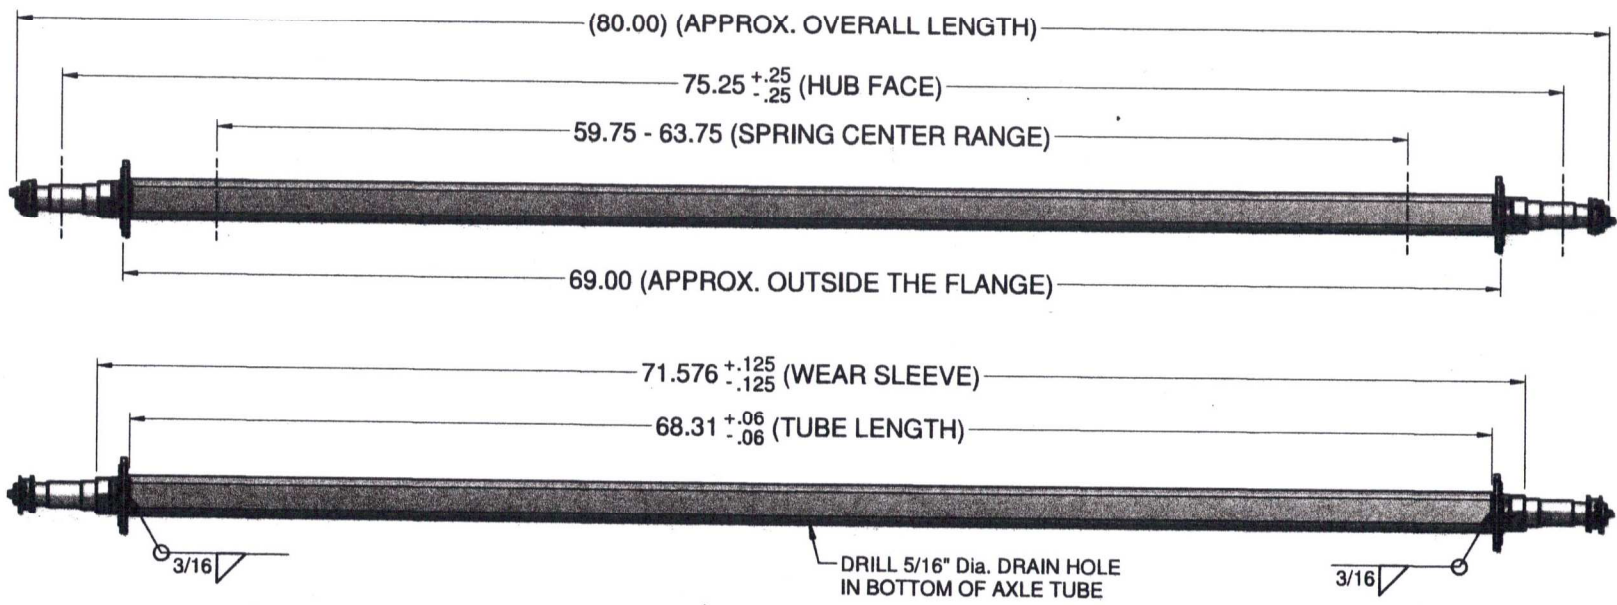 (80.00) (APPROX. OVERALL LENGTH)
75.25 +.25 -.25 (HUB FACE)
59.75 - 63.75 (SPRING CENTER RANGE)
69.00 (APPROX. OUTSIDE THE FLANGE)
71.576 +.125 -.125 (WEAR SLEEVE)
68.31 +.06 -.06 (TUBE LENGTH)
3/16
DRILL 5/16" Dia. DRAIN HOLE
IN BOTTOM OF AXLE TUBE
3/16